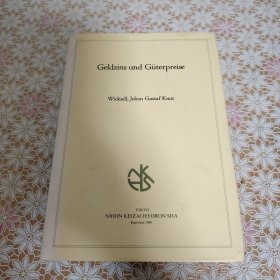 Geldzins und Güterpreise
Wicksell, Johan Gustaf Knut
TOKYO
NIHON KEIZAI HYORON SHA